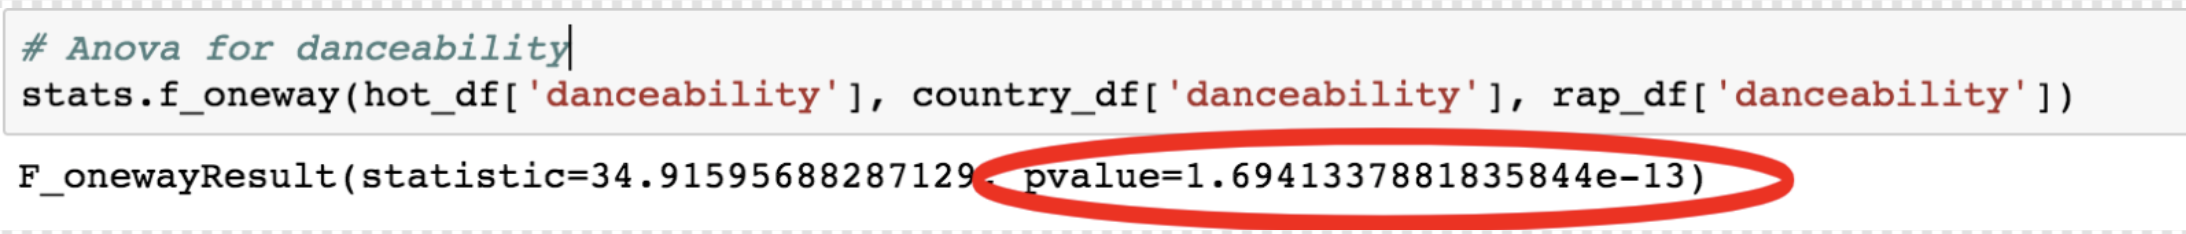 # Anova for danceability
stats.f_oneway(hot_df['danceability'], country_df['danceability'], rap_df['danceability'])
F_onewayResult(statistic=34.91595688287129, pvalue=1.6941337881835844e-13)